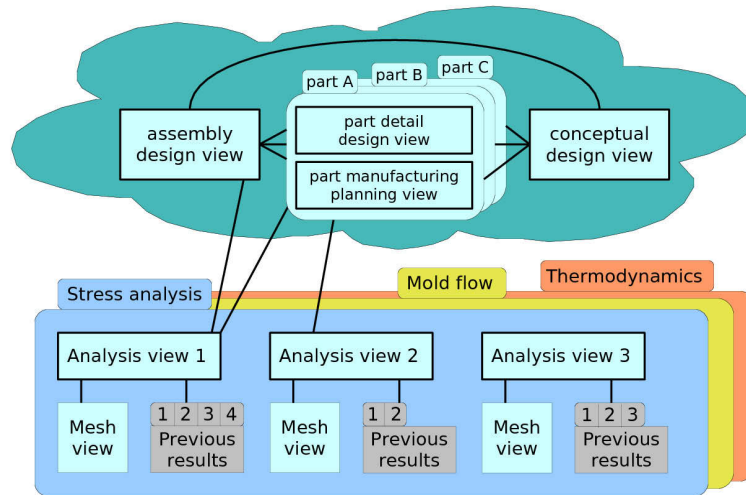 part A
part B
part C
assembly
design view
part detail
design view
part manufacturing
planning view
conceptual
design view
Stress analysis
Mold flow
Thermodynamics
Analysis view 1
Analysis view 2
Analysis view 3
Mesh
view
1 2 3 4
Previous
results
Mesh
view
1 2
Previous
results
Mesh
view
1 2 3
Previous
results